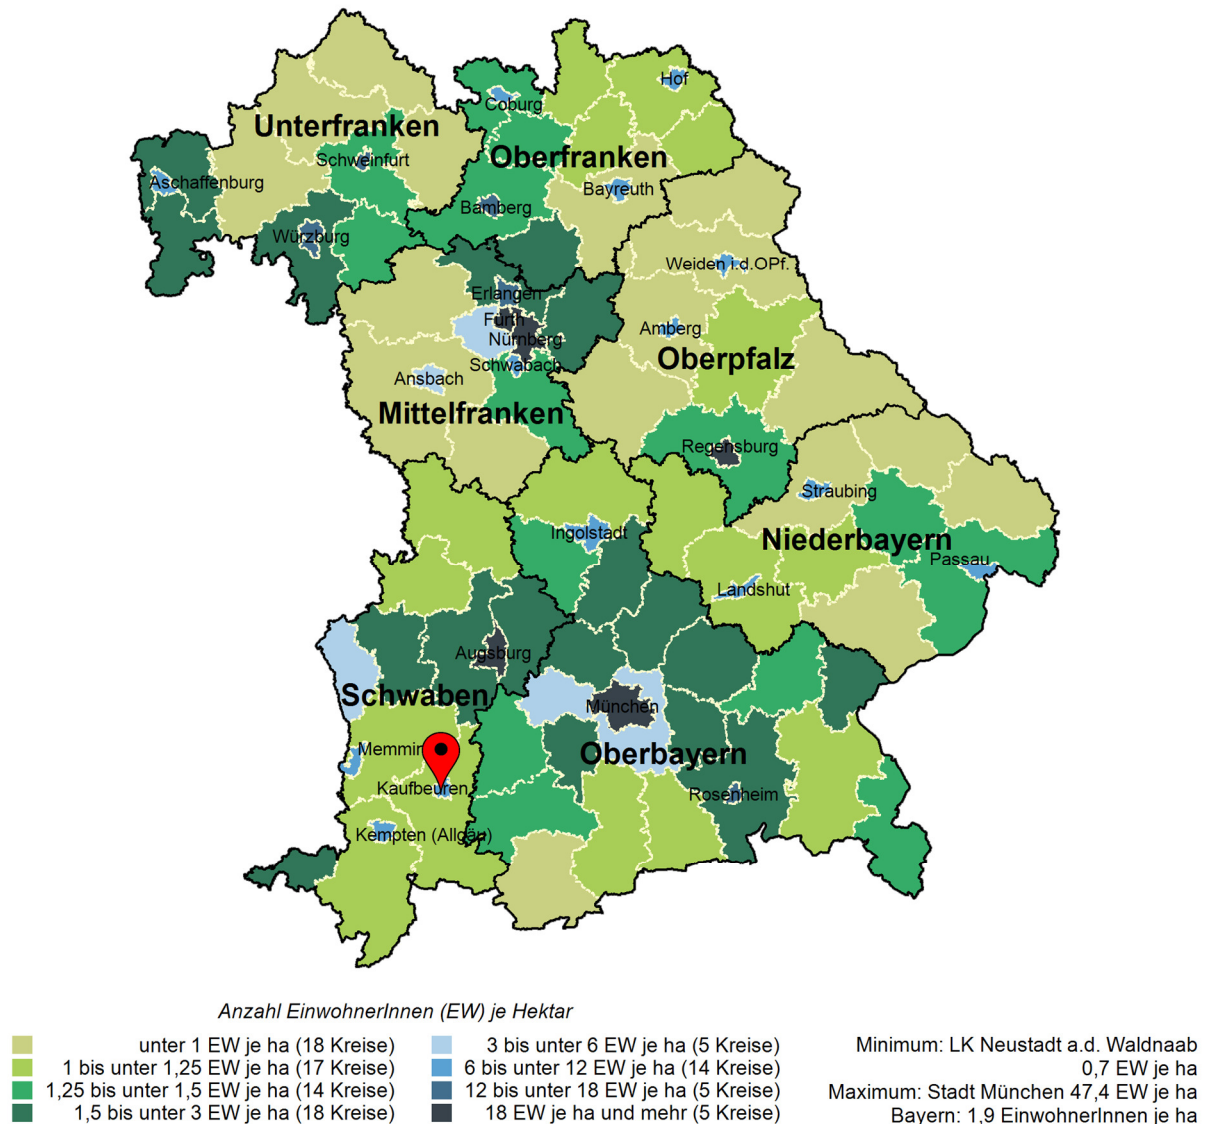 Hof
Coburg
Unterfranken
Schweinfurt
Oberfranken
Aschaffenburg
Bayreuth
Bamberg
Würzburg
Weiden i.d.OPf.
Erlangen
Fürth
Nürnberg
Amberg
Oberpfalz
Schwabach
Ansbach
Mittelfranken
Regensburg
Straubing
Ingolstadt
Niederbayern
Passau
Landshut
Augsburg
Schwaben
München
Memmin
Oberbayern
Kaufbeuren
Rosenheim
Kempten (Allgäu)
Anzahl EinwohnerInnen (EW) je Hektar
unter 1 EW je ha (18 Kreise)
1 bis unter 1,25 EW je ha (17 Kreise)
1,25 bis unter 1,5 EW je ha (14 Kreise)
1,5 bis unter 3 EW je ha (18 Kreise)
3 bis unter 6 EW je ha (5 Kreise)
6 bis unter 12 EW je ha (14 Kreise)
12 bis unter 18 EW je ha (5 Kreise)
18 EW je ha und mehr (5 Kreise)
Minimum: LK Neustadt a.d. Waldnaab
0,7 EW je ha
Maximum: Stadt München 47,4 EW je ha
Bayern: 1,9 EinwohnerInnen je ha